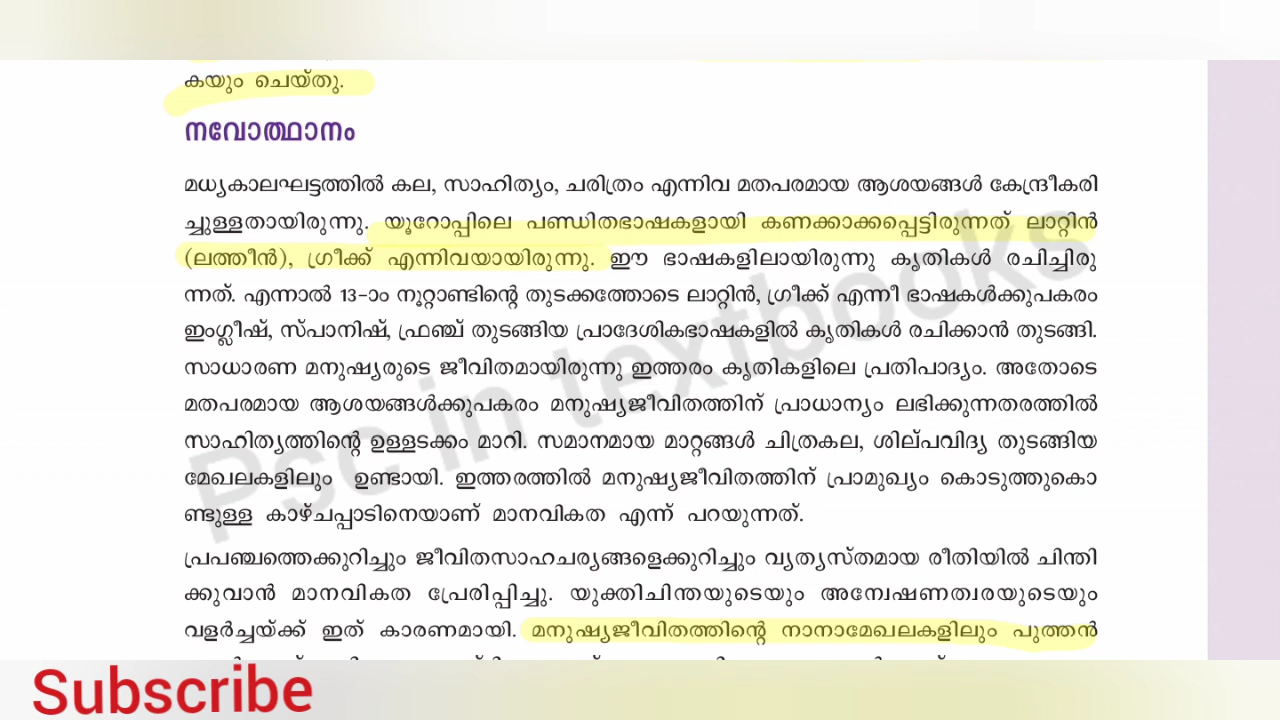 കയും ചെയ്തു.
നവോത്ഥാനം
മധ്യകാലഘട്ടത്തിൽ കല, സാഹിത്യം, ചരിത്രം എന്നിവ മതപരമായ ആശയങ്ങൾ കേന്ദ്രീകരി
ച്ചുള്ളതായിരുന്നു. യൂറോപ്പിലെ പണ്ഡിതഭാഷകളായി കണക്കാക്കപ്പെട്ടിരുന്നത് ലാറ്റിൻ
(ലത്തീൻ), ഗ്രീക്ക് എന്നിവയായിരുന്നു. ഈ ഭാഷകളിലായിരുന്നു കൃതികൾ രചിച്ചിരു
ന്നത്. എന്നാൽ 13-ാം നൂറ്റാണ്ടിന്റെ തുടക്കത്തോടെ ലാറ്റിൻ, ഗ്രീക്ക് എന്നീ ഭാഷകൾക്കുപകരം
ഇംഗ്ലീഷ്, സ്പാനിഷ്, ഫ്രഞ്ച് തുടങ്ങിയ പ്രാദേശികഭാഷകളിൽ കൃതികൾ രചിക്കാൻ തുടങ്ങി.
സാധാരണ മനുഷ്യരുടെ ജീവിതമായിരുന്നു ഇത്തരം കൃതികളിലെ പ്രതിപാദ്യം. അതോടെ
മതപരമായ ആശയങ്ങൾക്കുപകരം മനുഷ്യജീവിതത്തിന് പ്രാധാന്യം ലഭിക്കുന്നതരത്തിൽ
സാഹിത്യത്തിന്റെ ഉള്ളടക്കം മാറി. സമാനമായ മാറ്റങ്ങൾ ചിത്രകല, ശില്പവിദ്യ തുടങ്ങിയ
മേഖലകളിലും ഉണ്ടായി. ഇത്തരത്തിൽ മനുഷ്യജീവിതത്തിന് പ്രാമുഖ്യം കൊടുത്തുകൊ
ണ്ടുള്ള കാഴ്ചപ്പാടിനെയാണ് മാനവികത എന്ന് പറയുന്നത്.
പ്രപഞ്ചത്തെക്കുറിച്ചും ജീവിതസാഹചര്യങ്ങളെക്കുറിച്ചും വ്യത്യസ്തമായ രീതിയിൽ ചിന്തി
ക്കുവാൻ മാനവികത പ്രേരിപ്പിച്ചു. യുക്തിചിന്തയുടെയും അന്വേഷണത്വരയുടെയും
വളർച്ചയ്ക്ക് ഇത് കാരണമായി. മനുഷ്യജീവിതത്തിന്റെ നാനാമേഖലകളിലും പുത്തൻ
Psc in textbooks
Subscribe